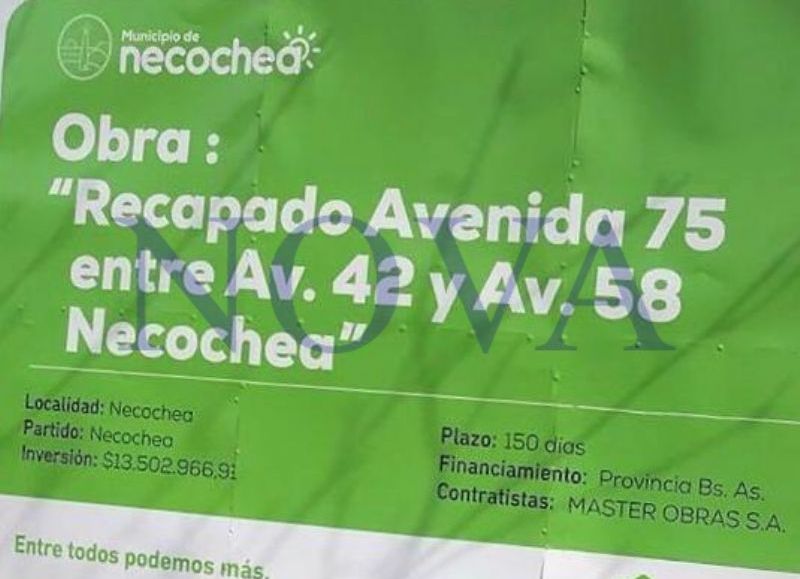 Municipio de
necochea
Obra :
“Recapado Avenida 75
entre Av. 42 y Av. 58
Necochea”
NOVA
Localidad: Necochea
Partido: Necochea
Inversión: $13.502.966,91
Plazo: 150 días
Financiamiento: Provincia Bs. As.
Contratistas: MASTER OBRAS S.A.
Entre todos podemos más.